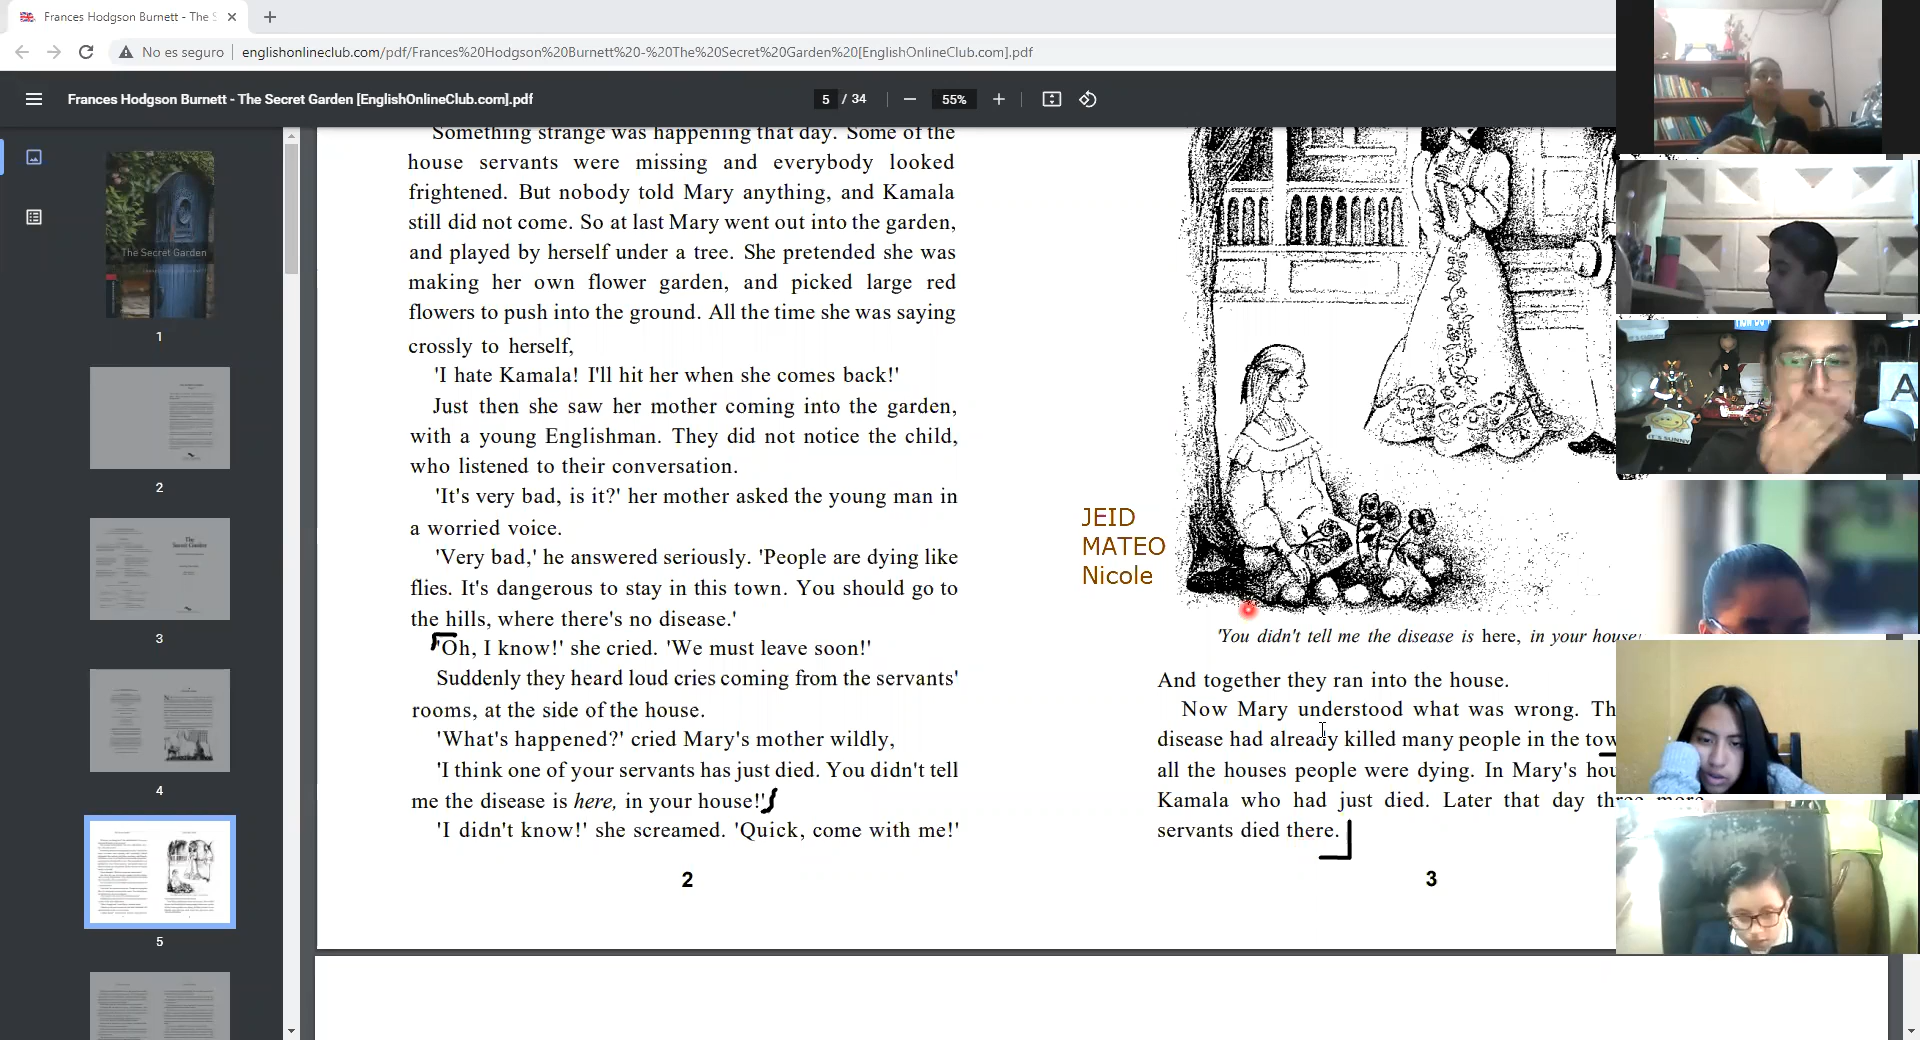 Frances Hodgson Burnett - The S
No es seguro
englishonlineclub.com/pdf/Frances%20Hodgson%20Burnett%20-%20The%20Secret%20Garden%20[EnglishOnlineClub.com].pdf
Frances Hodgson Burnett - The Secret Garden [EnglishOnlineClub.com].pdf
5 / 34
55%
The Secret Garden
1
2
The Secret Garden
3
4
5
Something strange was happening that day. Some of the
house servants were missing and everybody looked
frightened. But nobody told Mary anything, and Kamala
still did not come. So at last Mary went out into the garden,
and played by herself under a tree. She pretended she was
making her own flower garden, and picked large red
flowers to push into the ground. All the time she was saying
crossly to herself,
'I hate Kamala! I'll hit her when she comes back!'
Just then she saw her mother coming into the garden,
with a young Englishman. They did not notice the child,
who listened to their conversation.
'It's very bad, is it?' her mother asked the young man in
a worried voice.
'Very bad,' he answered seriously. 'People are dying like
flies. It's dangerous to stay in this town. You should go to
the hills, where there's no disease.'
'Oh, I know!' she cried. 'We must leave soon!'
Suddenly they heard loud cries coming from the servants'
rooms, at the side of the house.
'What's happened?' cried Mary's mother wildly,
'I think one of your servants has just died. You didn't tell
me the disease is here, in your house!'
'I didn't know!' she screamed. 'Quick, come with me!'
2
JEID
MATEO
Nicole
'You didn't tell me the disease is here, in your house!
And together they ran into the house.
Now Mary understood what was wrong. Th
disease had already killed many people in the tow
all the houses people were dying. In Mary's hou
Kamala who had just died. Later that day three more
servants died there.
3
IT'S SUNNY
A